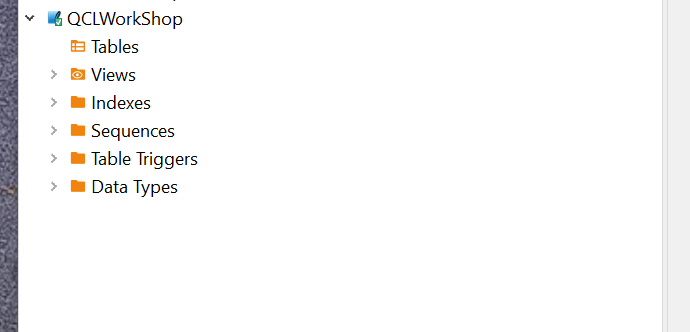 QCLWorkShop
Tables
Views
Indexes
Sequences
Table Triggers
Data Types